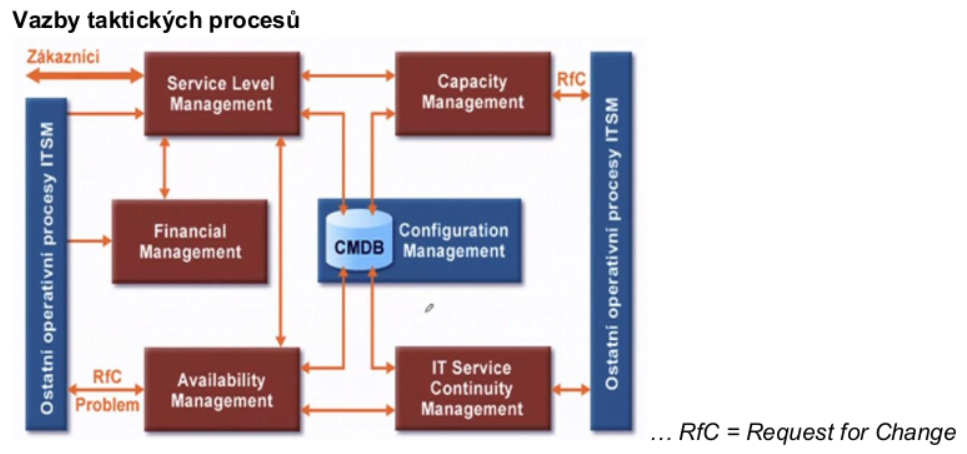 Vazby taktických procesů
Zákazníci
Service Level
Management
Capacity
Management
RfC
Ostatní operativní procesy ITSM
Ostatní operativní procesy ITSM
Financial
Management
CMDB
Configuration
Management
RfC
Problem
Availability
Management
IT Service
Continuity
Management
... RfC = Request for Change